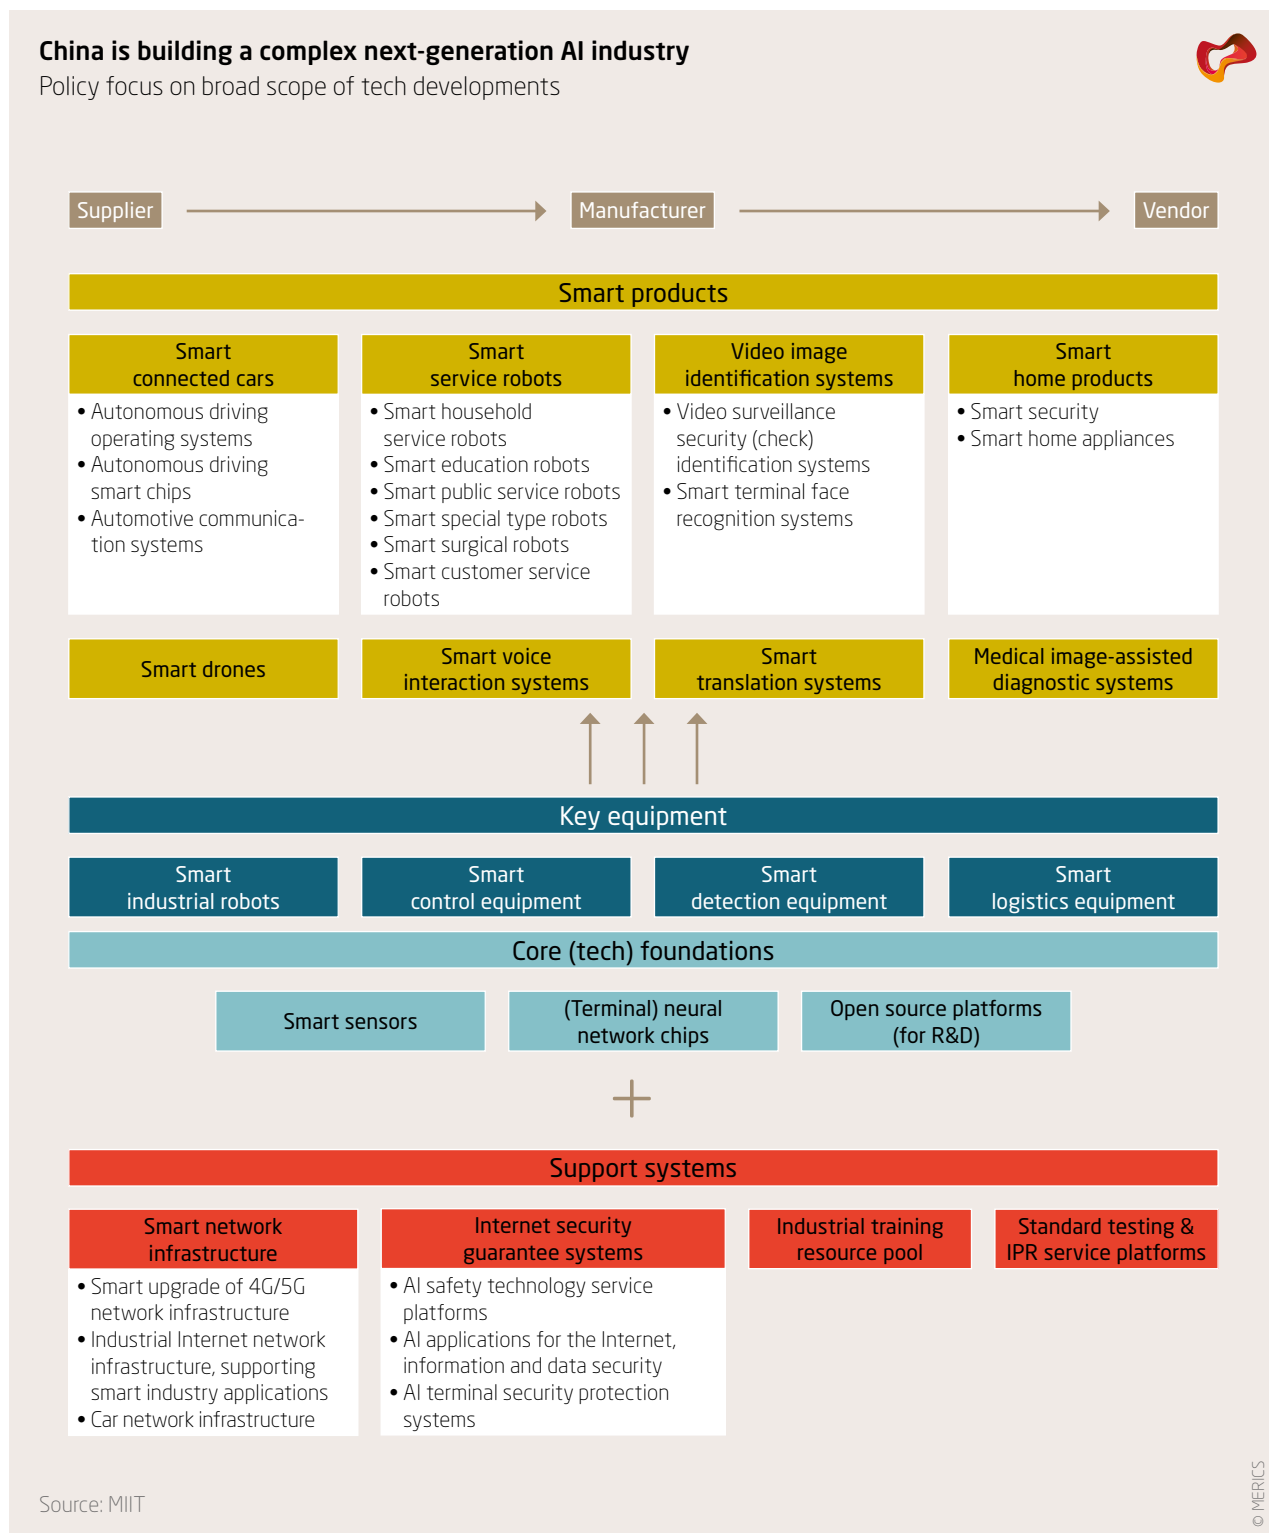 China is building a complex next-generation AI industry
Policy focus on broad scope of tech developments
Supplier
Manufacturer
Vendor
Smart products
Smart
connected cars
• Autonomous driving
operating systems
• Autonomous driving
smart chips
• Automotive communica-
tion systems
Smart
service robots
• Smart household
service robots
• Smart education robots
• Smart public service robots
• Smart special type robots
• Smart surgical robots
• Smart customer service
robots
Video image
identification systems
• Video surveillance
security (check)
identification systems
• Smart terminal face
recognition systems
Smart
home products
• Smart security
• Smart home appliances
Smart drones
Smart voice
interaction systems
Smart
translation systems
Medical image-assisted
diagnostic systems
Key equipment
Smart
industrial robots
Smart
control equipment
Smart
detection equipment
Smart
logistics equipment
Core (tech) foundations
Smart sensors
(Terminal) neural
network chips
Open source platforms
(for R&D)
+
Support systems
Smart network
infrastructure
• Smart upgrade of 4G/5G
network infrastructure
• Industrial Internet network
infrastructure, supporting
smart industry applications
• Car network infrastructure
Internet security
guarantee systems
• AI safety technology service
platforms
• AI applications for the Internet,
information and data security
• AI terminal security protection
systems
Industrial training
resource pool
Standard testing &
IPR service platforms
Source: MIIT
© MERICS